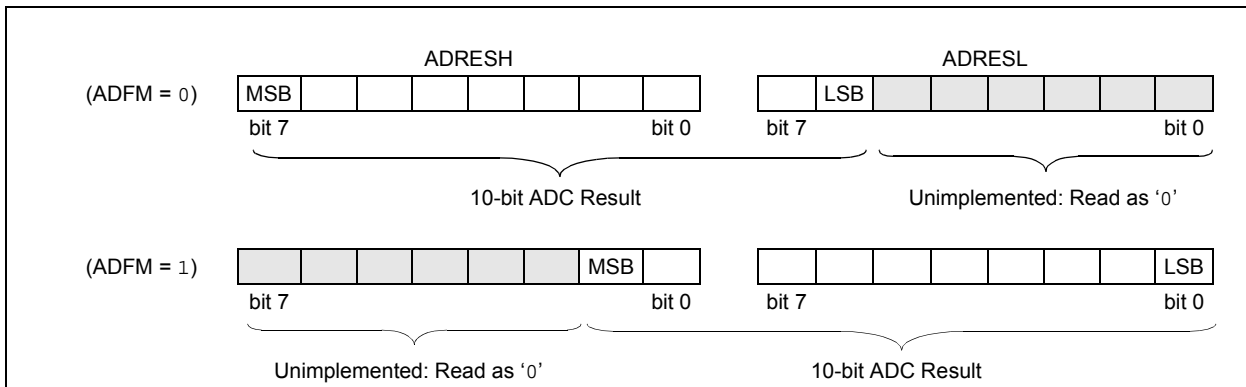 ADRESH ADRESL
(ADFM = 0) MSB LSB
bit 7 bit 0 bit 7 bit 0
10-bit ADC Result Unimplemented: Read as ‘0’
(ADFM = 1) MSB LSB
bit 7 bit 0 bit 7 bit 0
Unimplemented: Read as ‘0’ 10-bit ADC Result